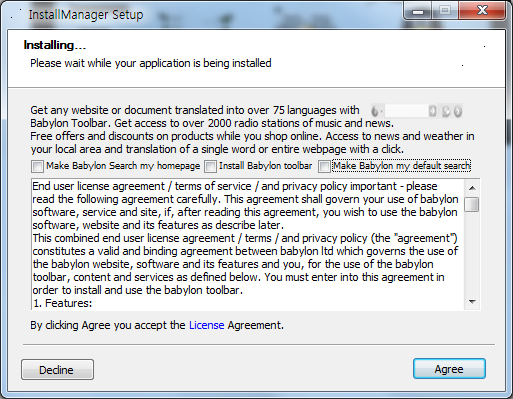 InstallManager Setup
Installing...
Please wait while your application is being installed
Get any website or document translated into over 75 languages with
Babylon Toolbar. Get access to over 2000 radio stations of music and news.
Free offers and discounts on products while you shop online. Access to news and weather in
your local area and translation of a single word or entire webpage with a click.
Make Babylon Search my homepage Install Babylon toolbar Make Babylon my default search
End user license agreement / terms of service / and privacy policy important - please
read the following agreement carefully. This agreement shall govern your use of babylon
software, service and site, if, after reading this agreement, you wish to use the babylon
software, website and its features as describe later.
This combined end user license agreement / terms / and privacy policy (the "agreement")
constitutes a valid and binding agreement between babylon ltd which governs the use of
the babylon website, software and its features and you, for the use of the babylon
toolbar, content and services as defined below. You must enter into this agreement in
order to install and use the babylon toolbar.
1. Features:
By clicking Agree you accept the License Agreement.
Decline Agree